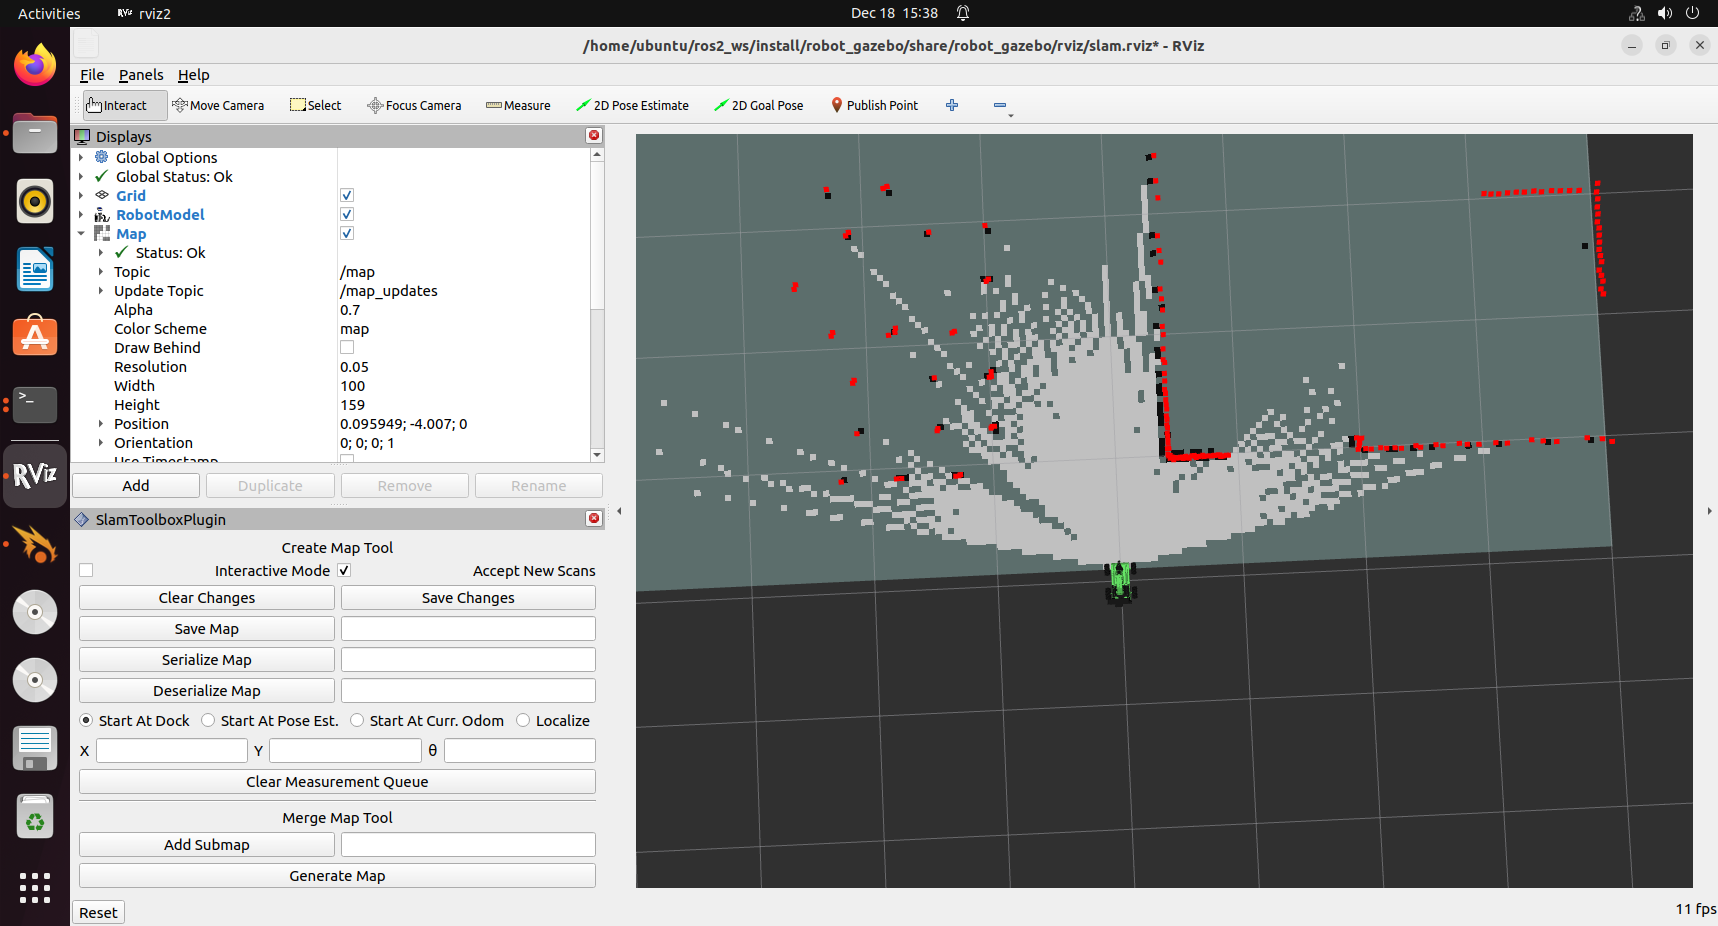 Activities
rviz2
Dec 18 15:38
/home/ubuntu/ros2_ws/install/robot_gazebo/share/robot_gazebo/rviz/slam.rviz* - RViz
File Panels Help
Interact
Move Camera
Select
Focus Camera
Measure
2D Pose Estimate
2D Goal Pose
Publish Point
Displays
Global Options
Global Status: Ok
Grid
RobotModel
Map
Status: Ok
Topic /map
Update Topic /map_updates
Alpha 0.7
Color Scheme map
Draw Behind
Resolution 0.05
Width 100
Height 159
Position 0.095949; -4.007; 0
Orientation 0; 0; 0; 1
Use Timestamp
Add Duplicate Remove Rename
SlamToolboxPlugin
Create Map Tool
Interactive Mode Accept New Scans
Clear Changes Save Changes
Save Map
Serialize Map
Deserialize Map
Start At Dock Start At Pose Est. Start At Curr. Odom Localize
X Y θ
Clear Measurement Queue
Merge Map Tool
Add Submap
Generate Map
Reset
11 fps
RViz